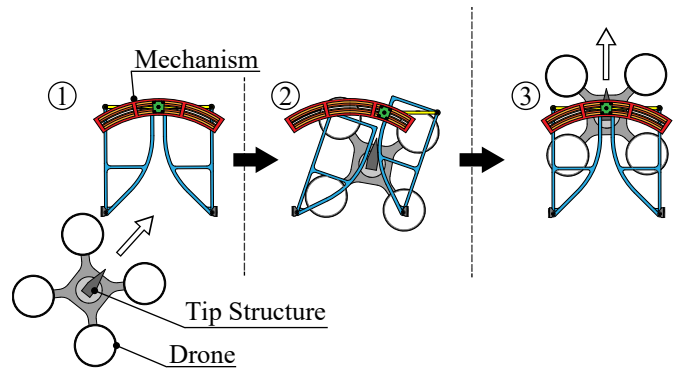 Mechanism
①
②
③
Tip Structure
Drone